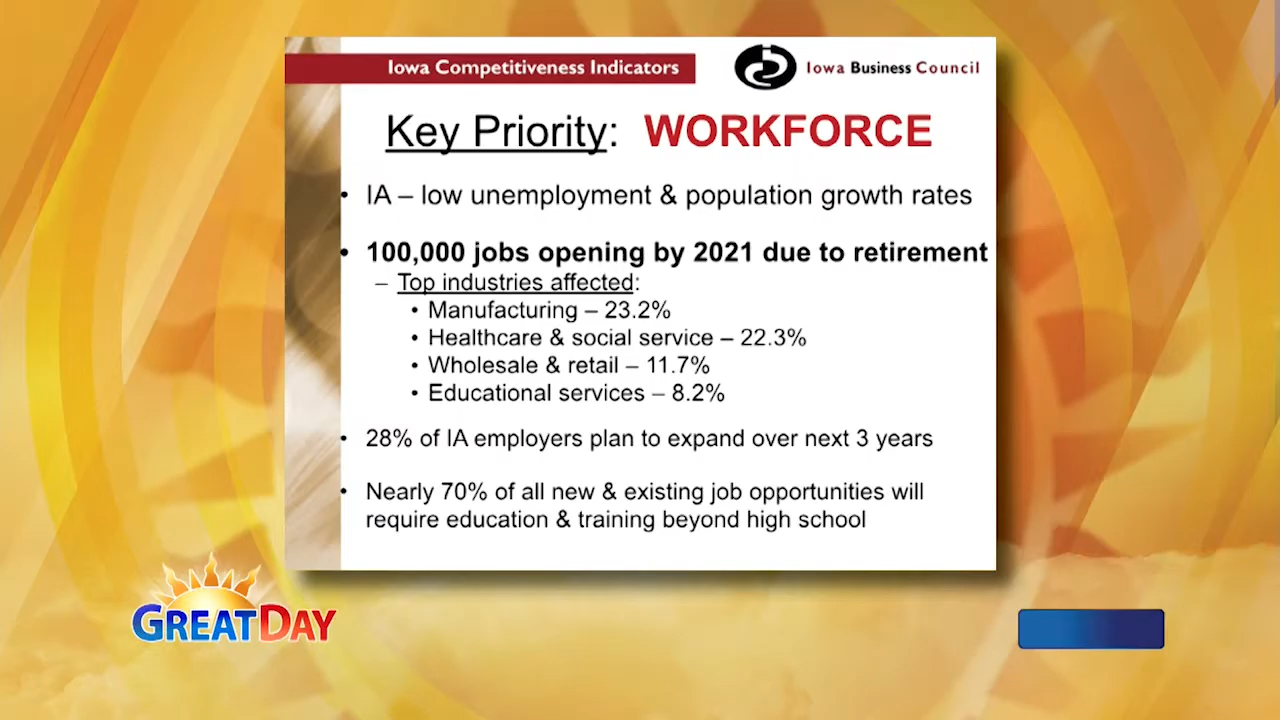 Iowa Competitiveness Indicators
Iowa Business Council
Key Priority: WORKFORCE
• IA – low unemployment & population growth rates
• 100,000 jobs opening by 2021 due to retirement
– Top industries affected:
• Manufacturing – 23.2%
• Healthcare & social service – 22.3%
• Wholesale & retail – 11.7%
• Educational services – 8.2%
• 28% of IA employers plan to expand over next 3 years
• Nearly 70% of all new & existing job opportunities will
require education & training beyond high school
GREATDAY